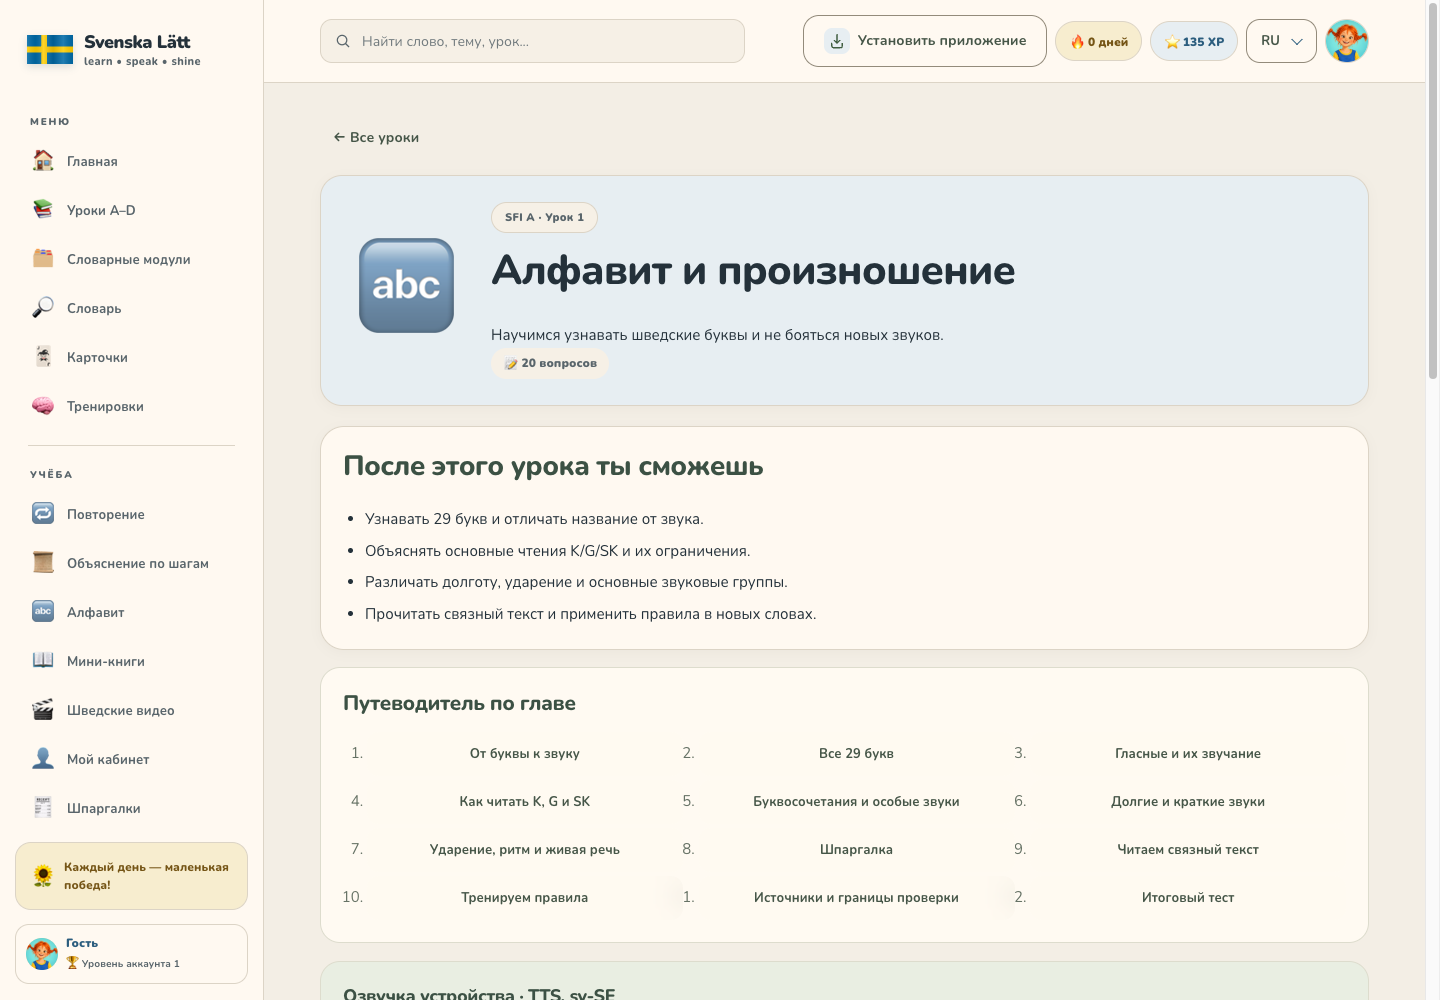 Svenska Lätt
learn • speak • shine
МЕНЮ
Главная
Уроки A–D
Словарные модули
Словарь
Карточки
Тренировки
УЧЁБА
Повторение
Объяснение по шагам
Алфавит
Мини-книги
Шведские видео
Мой кабинет
Шпаргалки
Каждый день — маленькая
победа!
Гость
Уровень аккаунта 1
Найти слово, тему, урок...
Установить приложение
0 дней
135 XP
RU
← Все уроки
abc
SFI A · Урок 1
Алфавит и произношение
Научимся узнавать шведские буквы и не бояться новых звуков.
20 вопросов
После этого урока ты сможешь
• Узнавать 29 букв и отличать название от звука.
• Объяснять основные чтения K/G/SK и их ограничения.
• Различать долготу, ударение и основные звуковые группы.
• Прочитать связный текст и применить правила в новых словах.
Путеводитель по главе
1. От буквы к звуку
2. Все 29 букв
3. Гласные и их звучание
4. Как читать K, G и SK
5. Буквосочетания и особые звуки
6. Долгие и краткие звуки
7. Ударение, ритм и живая речь
8. Шпаргалка
9. Читаем связный текст
10. Тренируем правила
1. Источники и границы проверки
2. Итоговый тест
Озвучка устройства · TTS, sv-SE